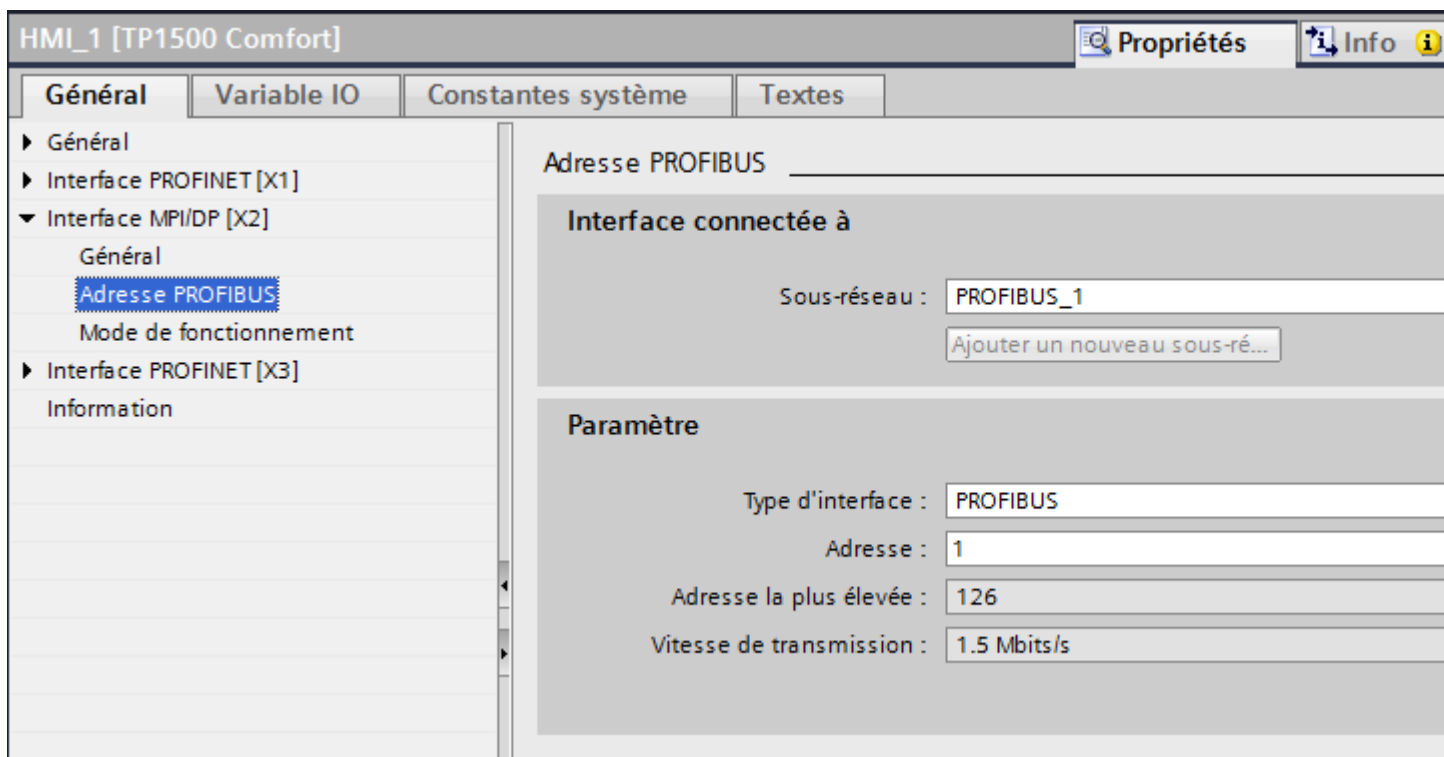 HMI_1 [TP1500 Comfort]
Propriétés
Info
Général
Variable IO
Constantes système
Textes
Général
Interface PROFINET [X1]
Interface MPI/DP [X2]
Général
Adresse PROFIBUS
Mode de fonctionnement
Interface PROFINET [X3]
Information
Adresse PROFIBUS
Interface connectée à
Sous-réseau : PROFIBUS_1
Ajouter un nouveau sous-ré...
Paramètre
Type d'interface : PROFIBUS
Adresse : 1
Adresse la plus élevée : 126
Vitesse de transmission : 1.5 Mbits/s